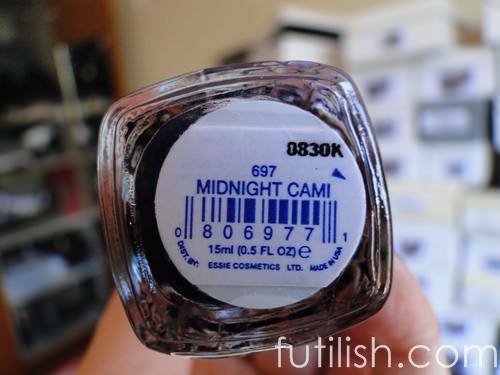 0830K
697
MIDNIGHT CAMI
0 806977 1
15ml (0.5 FL OZ) e
DIST. BY: ESSIE COSMETICS LTD. MADE IN USA
futilish.com